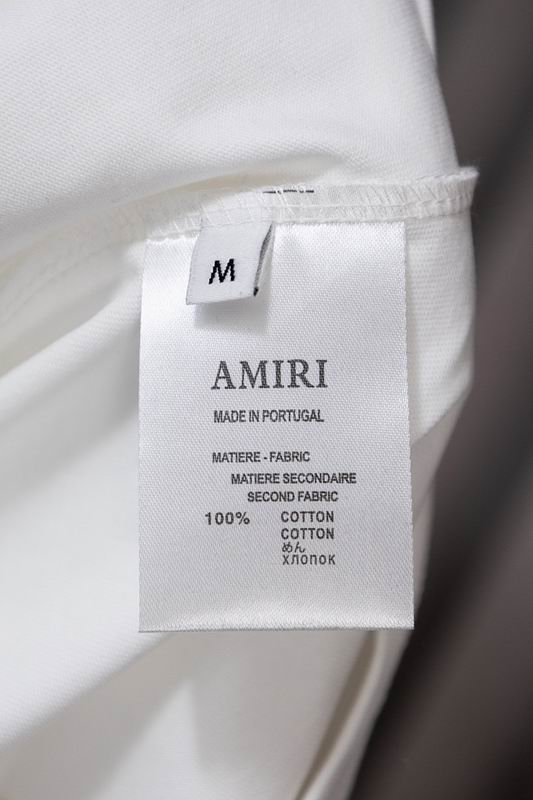 M
AMIRI
MADE IN PORTUGAL
MATIERE - FABRIC
MATIERE SECONDAIRE
SECOND FABRIC
100% COTTON
COTTON
めん
хлопок